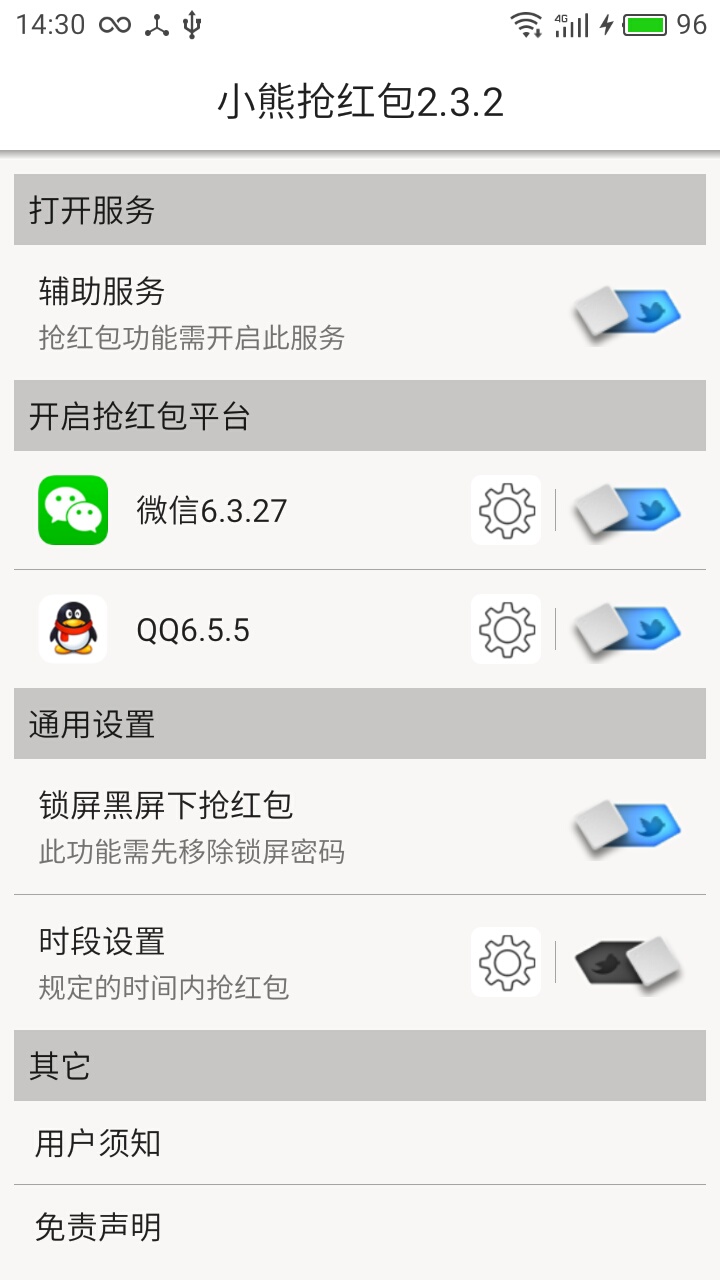 14:30
4G
96
小熊抢红包2.3.2
打开服务
辅助服务
抢红包功能需开启此服务
开启抢红包平台
微信6.3.27
QQ6.5.5
通用设置
锁屏黑屏下抢红包
此功能需先移除锁屏密码
时段设置
规定的时间内抢红包
其它
用户须知
免责声明